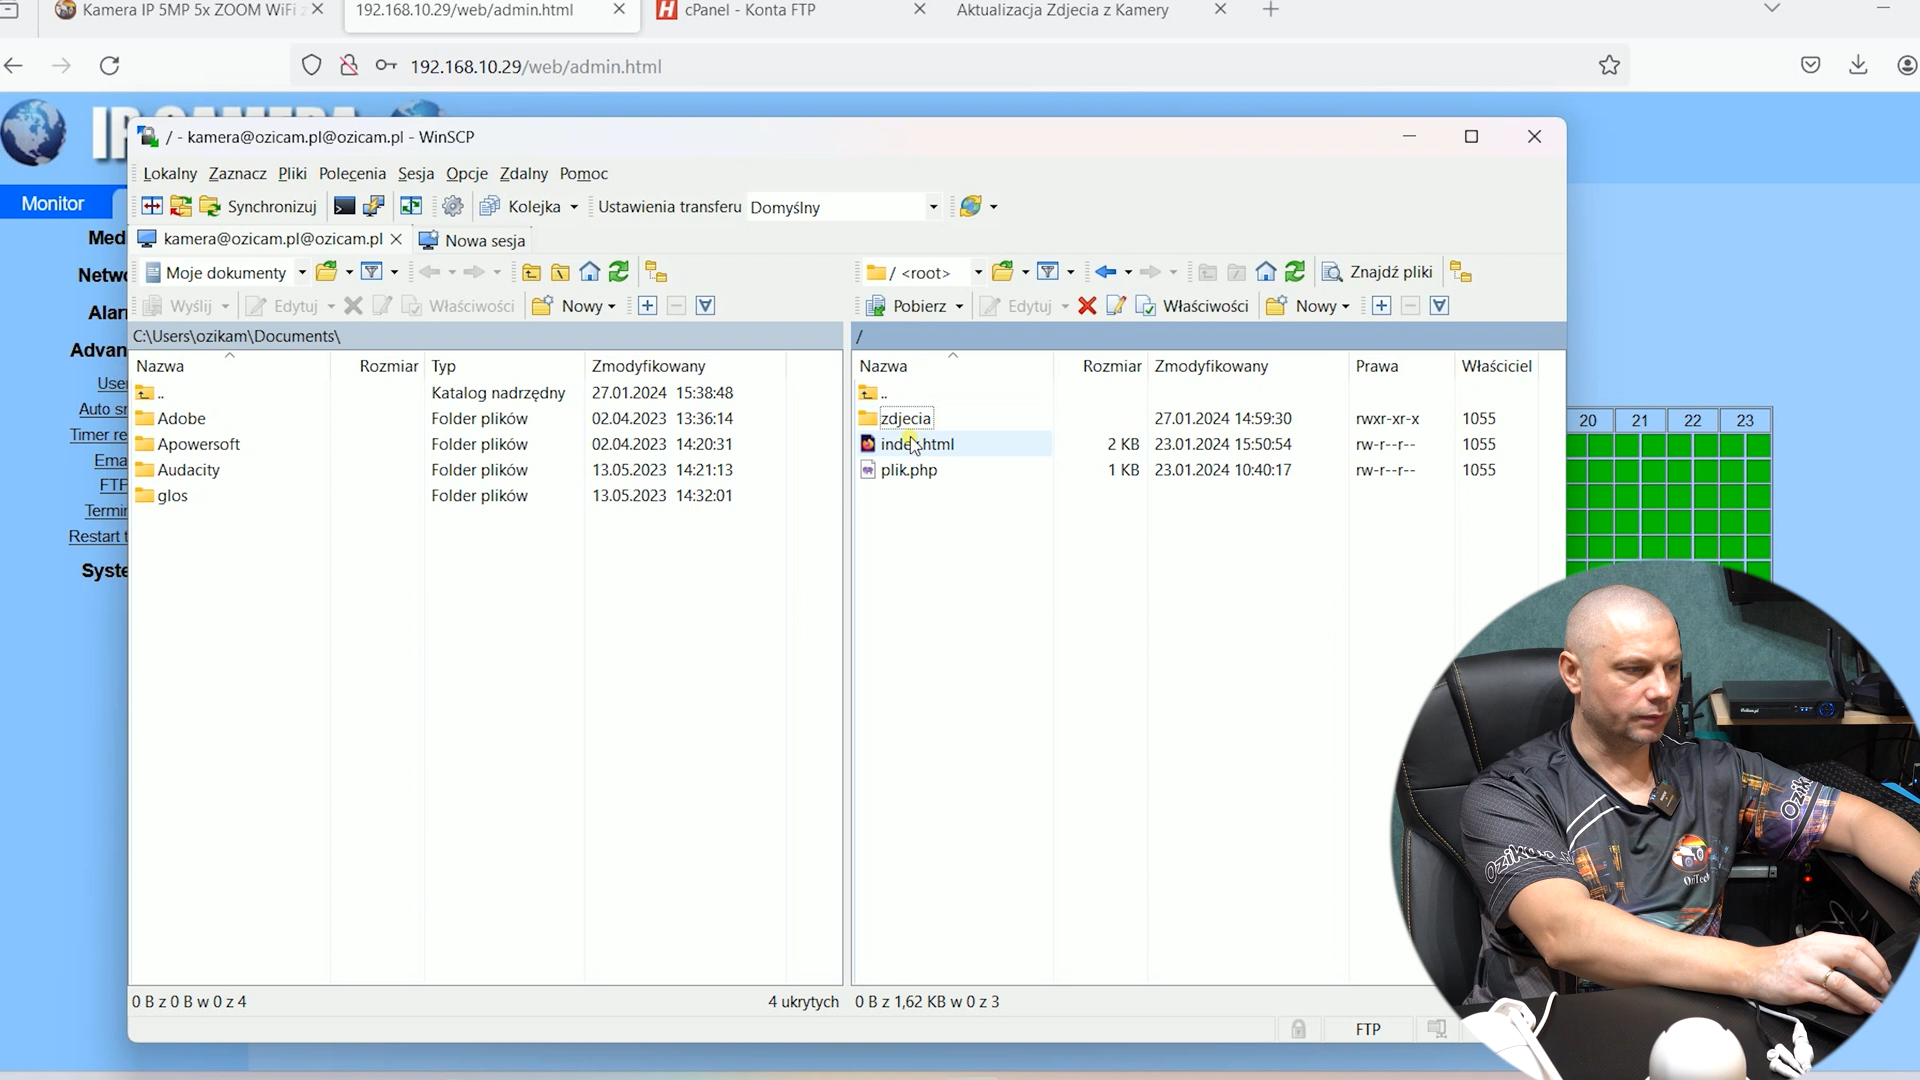 Kamera IP 5MP 5x ZOOM WiFi z
192.168.10.29/web/admin.html
cPanel - Konta FTP
Aktualizacja Zdjecia z Kamery
192.168.10.29/web/admin.html
IP CAMERA
/ - kamera@ozicam.pl@ozicam.pl - WinSCP
Lokalny Zaznacz Pliki Polecenia Sesja Opcje Zdalny Pomoc
Monitor
Synchronizuj
Kolejka
Ustawienia transferu Domyślny
Med
kamera@ozicam.pl@ozicam.pl
Nowa sesja
Netwo
Moje dokumenty
/ <root>
Znajdź pliki
Alar
Wyślij
Edytuj
Właściwości
Nowy
Pobierz
Edytuj
Właściwości
Nowy
C:\Users\ozikam\Documents\
/
Advan
Nazwa Rozmiar Typ Zmodyfikowany
Nazwa Rozmiar Zmodyfikowany Prawa Właściciel
User
.. Katalog nadrzędny 27.01.2024 15:38:48
..
Auto sn
Adobe Folder plików 02.04.2023 13:36:14
zdjecia 27.01.2024 14:59:30 rwxr-xr-x 1055
20 21 22 23
Timer re
Apowersoft Folder plików 02.04.2023 14:20:31
index.html 2 KB 23.01.2024 15:50:54 rw-r--r-- 1055
Ema
Audacity Folder plików 13.05.2023 14:21:13
plik.php 1 KB 23.01.2024 10:40:17 rw-r--r-- 1055
FTP
glos Folder plików 13.05.2023 14:32:01
Termin
Restart t
Syste
0 B z 0 B w 0 z 4
4 ukrytych
0 B z 1,62 KB w 0 z 3
FTP
OziTech